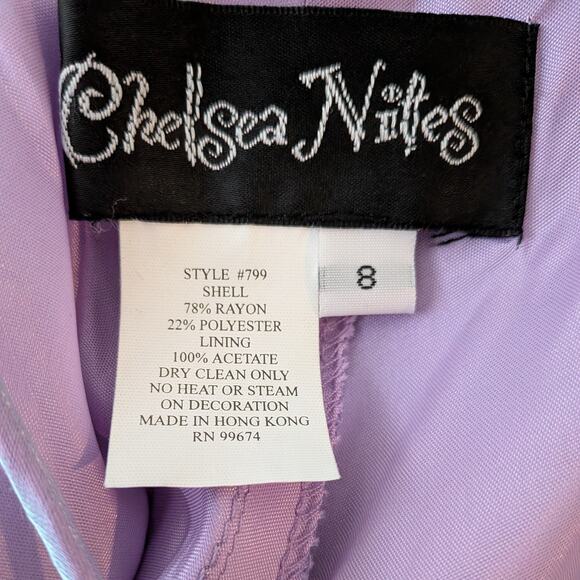 Chelsea Nites
8
STYLE #799
SHELL
78% RAYON
22% POLYESTER
LINING
100% ACETATE
DRY CLEAN ONLY
NO HEAT OR STEAM
ON DECORATION
MADE IN HONG KONG
RN 99674